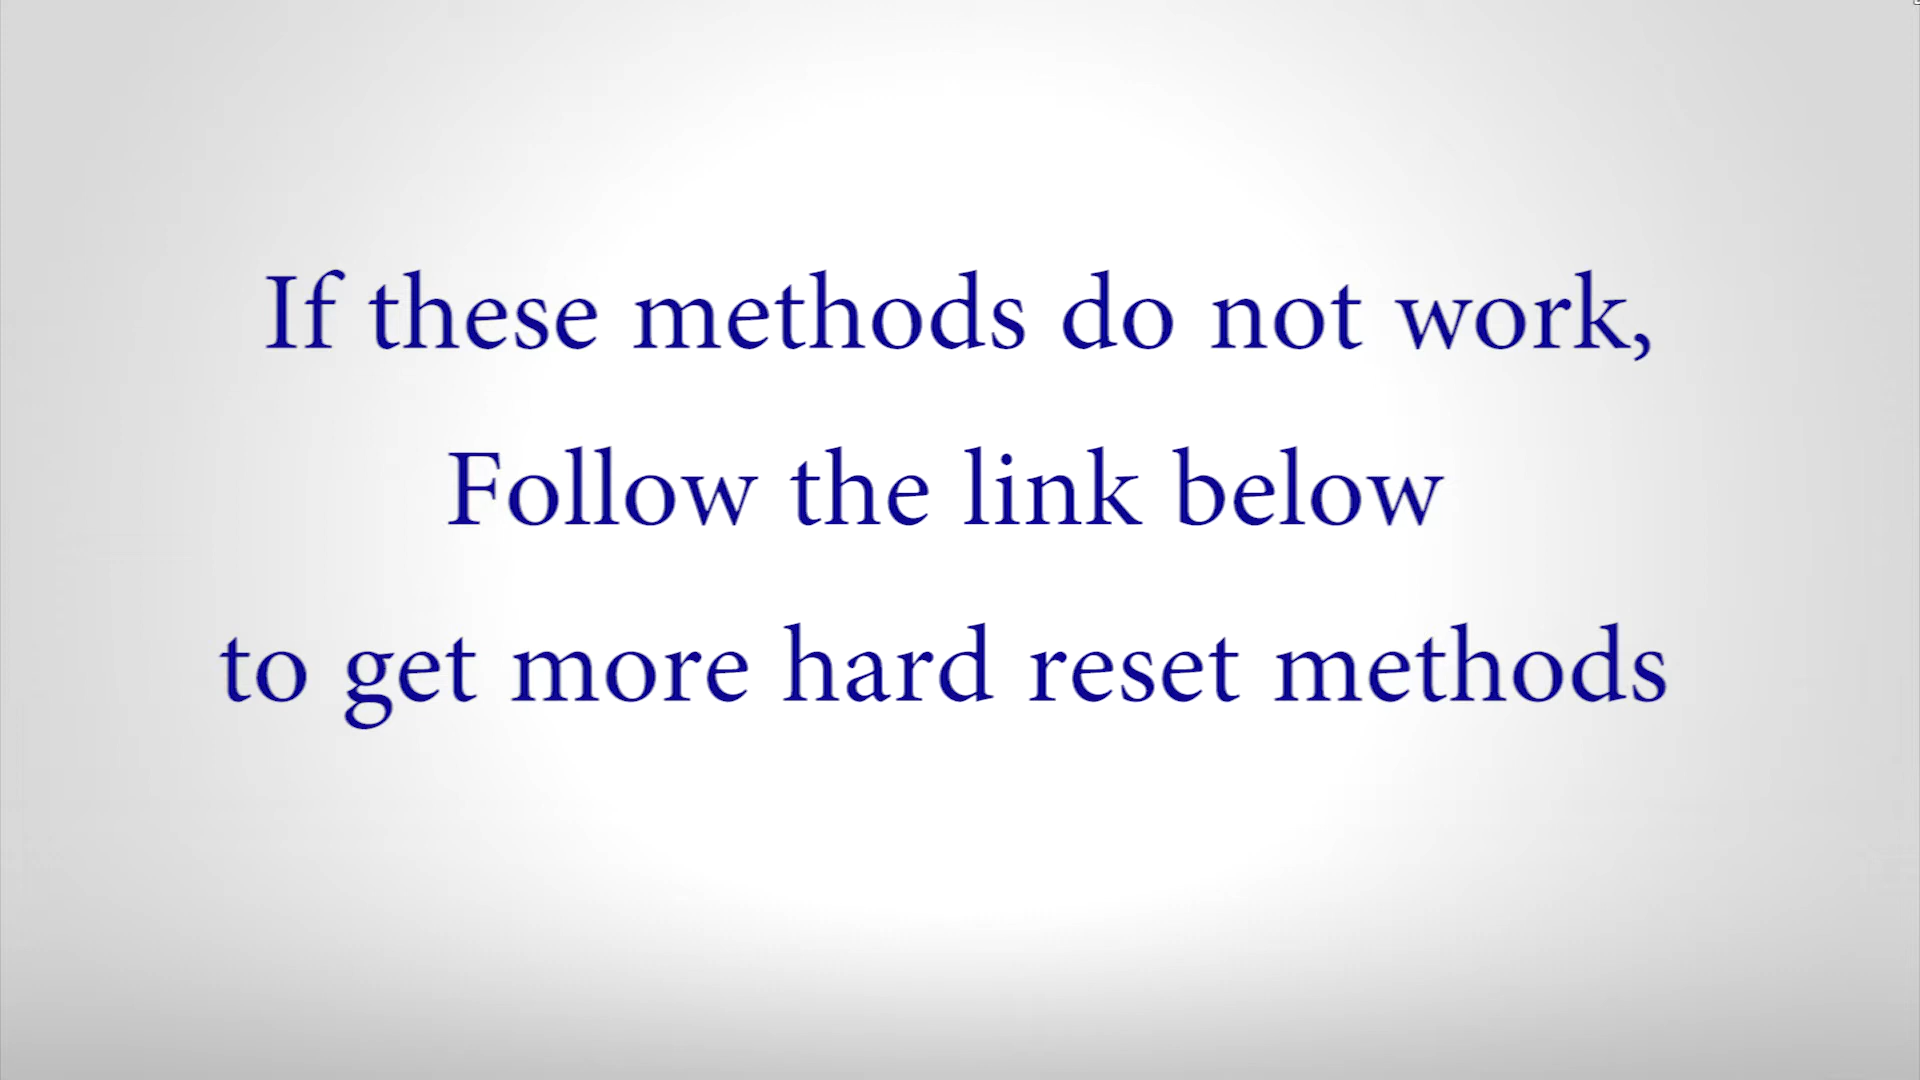 If these methods do not work,
Follow the link below
to get more hard reset methods